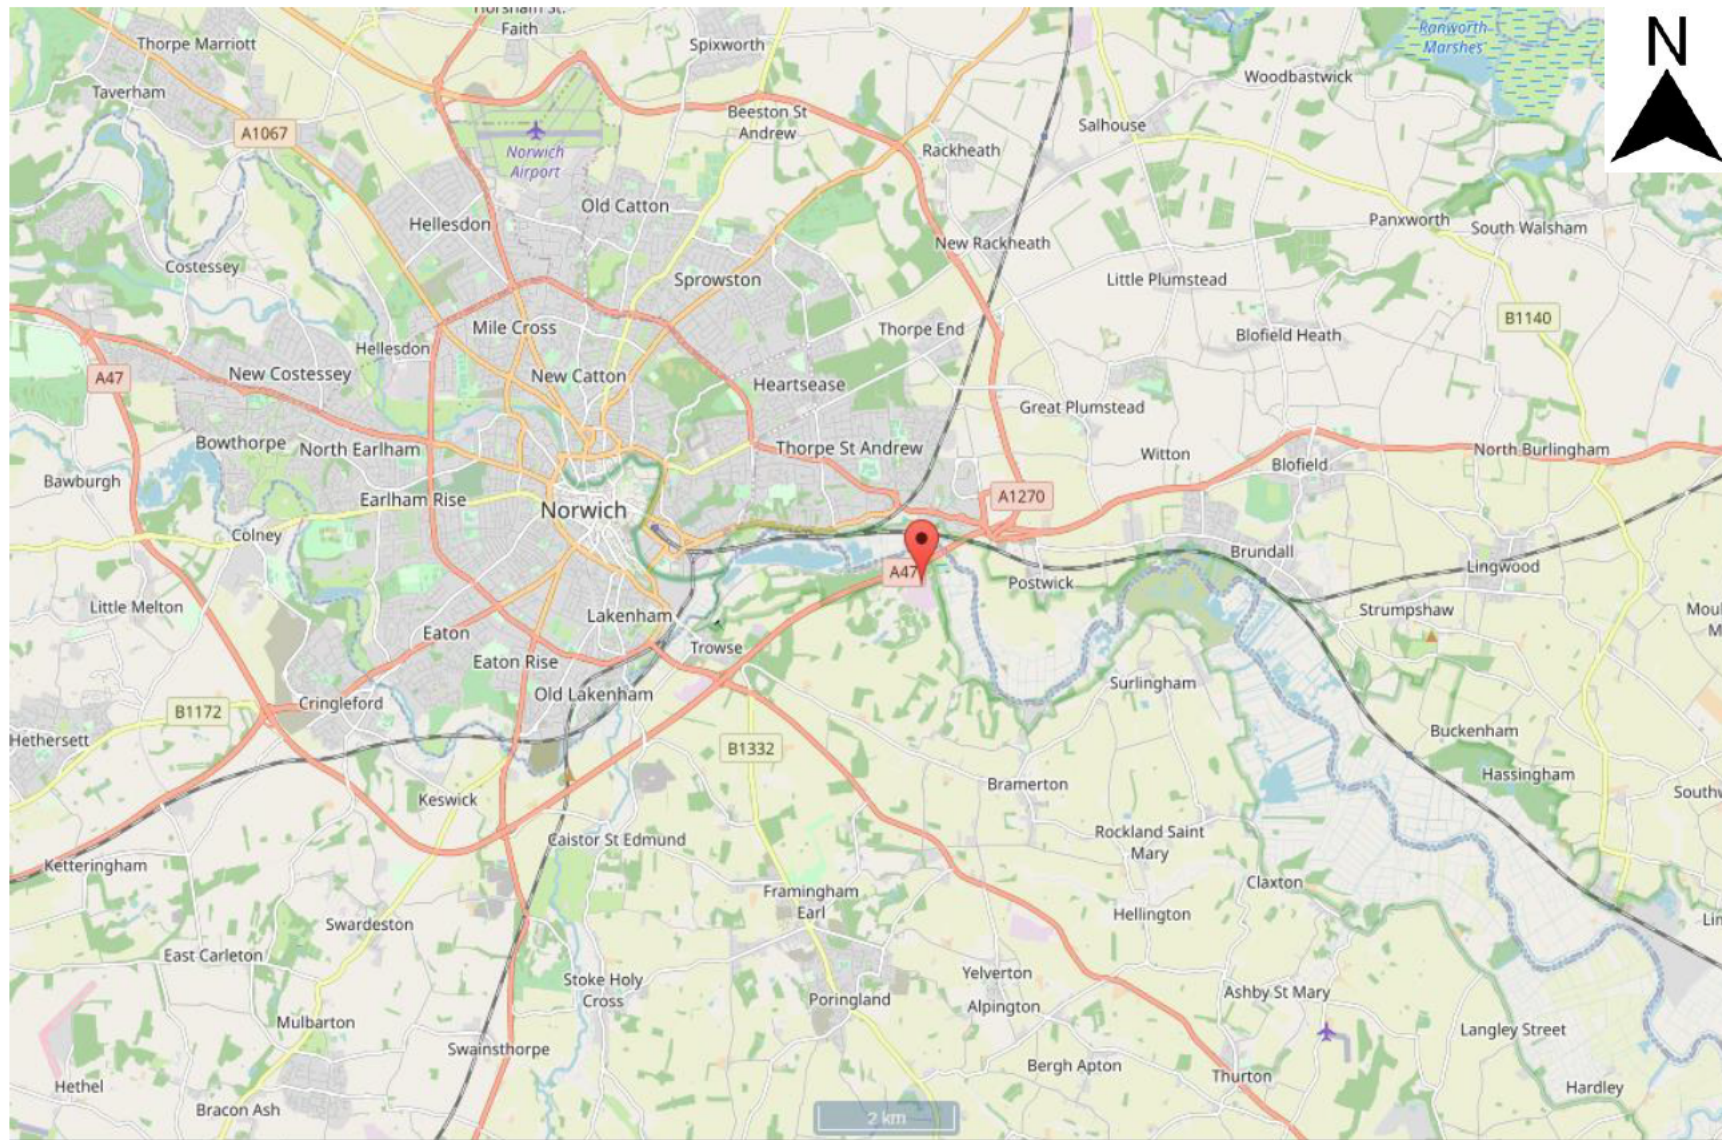 Horsham St.
Faith
Thorpe Marriott
Spixworth
Ranworth
Marshes
N
Woodbastwick
Taverham
A1067
Beeston St
Andrew
Salhouse
Rackheath
Norwich
Airport
Old Catton
Hellesdon
Panxworth
South Walsham
New Rackheath
Costessey
Sprowston
Little Plumstead
B1140
Mile Cross
Thorpe End
Blofield Heath
Hellesdon
A47
New Costessey
New Catton
Heartsease
Great Plumstead
Bowthorpe
North Earlham
Thorpe St Andrew
Witton
Blofield
North Burlingham
Bawburgh
Earlham Rise
Norwich
A1270
Colney
Brundall
Lingwood
A47
Postwick
Little Melton
Lakenham
Strumpshaw
Moul
M
Eaton
Trowse
Eaton Rise
Surlingham
Old Lakenham
Cringleford
B1172
Hethersett
B1332
Buckenham
Hassingham
Bramerton
Southw
Keswick
Caistor St Edmund
Rockland Saint
Mary
Ketteringham
Framingham
Earl
Claxton
Hellington
Lim
Swardeston
East Carleton
Stoke Holy
Cross
Yelverton
Poringland
Alpington
Ashby St Mary
Mulbarton
Langley Street
Swainsthorpe
Bergh Apton
Thurton
Hethel
Hardley
Bracon Ash
2 km